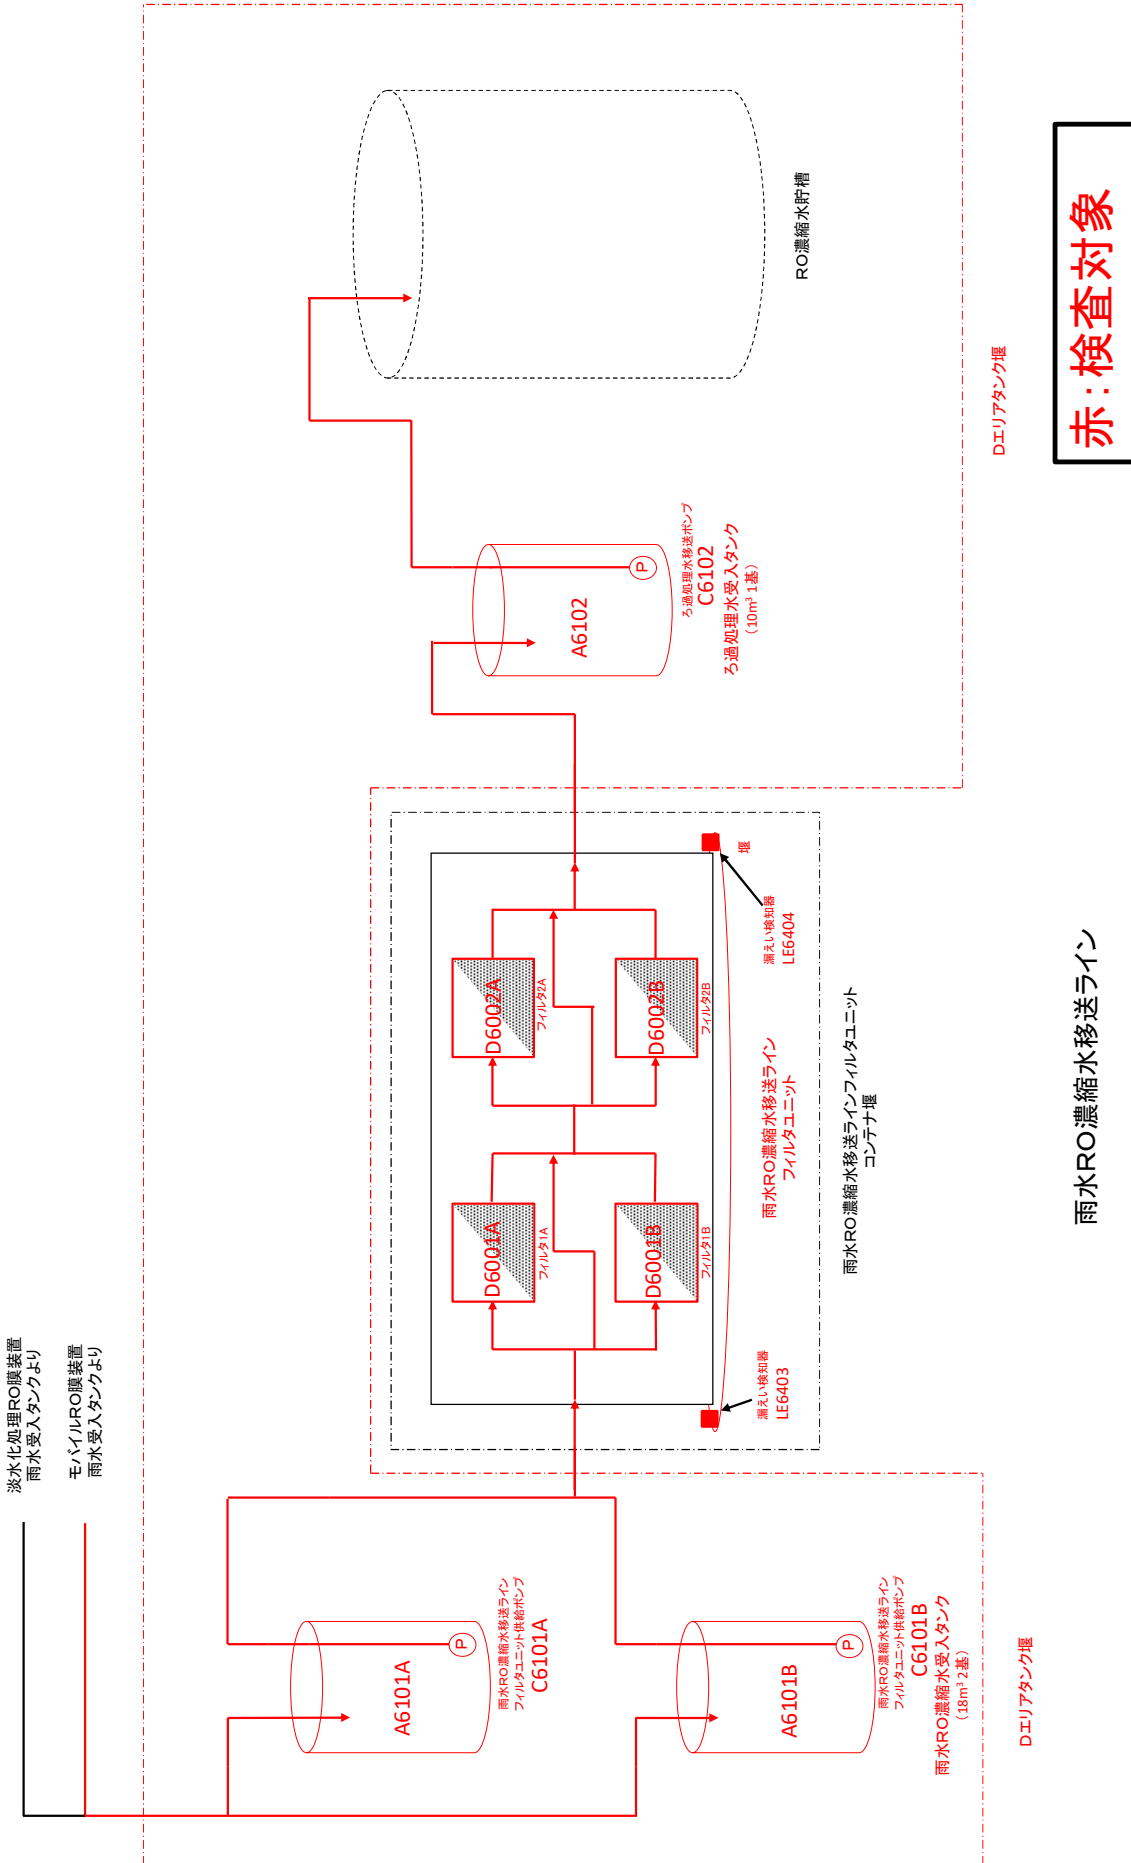 淡水化処理RO膜装置
雨水受入タンクより
モバイルRO膜装置
雨水受入タンクより
A6101A
P
雨水RO濃縮水移送ライン
フィルタユニット供給ポンプ
C6101A
A6101B
P
雨水RO濃縮水移送ライン
フィルタユニット供給ポンプ
C6101B
雨水RO濃縮水受入タンク
（18m³ 2基）
Dエリアタンク堰
D6001A
フィルタ1A
D6001B
フィルタ1B
D6002A
フィルタ2A
D6002B
フィルタ2B
漏えい検知器
LE6403
漏えい検知器
LE6404
堰
雨水RO濃縮水移送ライン
フィルタユニット
雨水RO濃縮水移送ラインフィルタユニット
コンテナ堰
A6102
P
ろ過処理水移送ポンプ
C6102
ろ過処理水受入タンク
（10m³ 1基）
RO濃縮水貯槽
Dエリアタンク堰
雨水RO濃縮水移送ライン
赤：検査対象